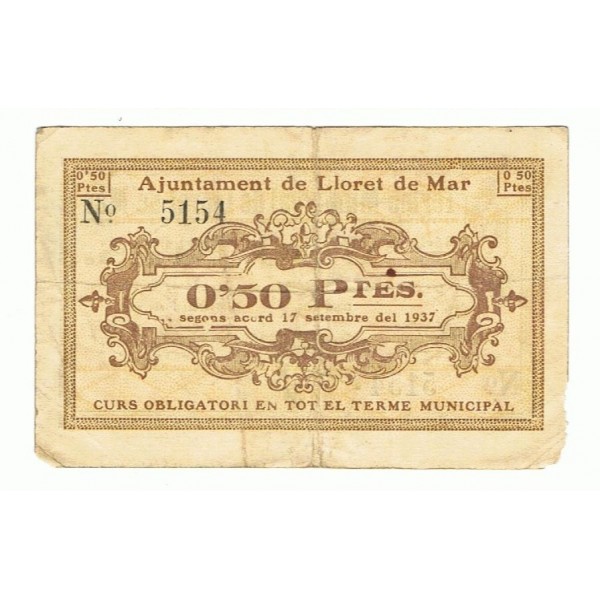 0'50 Ptes
Ajuntament de Lloret de Mar
0 50 Ptes
Nº 5154
0'50 PTES.
segons acord 17 setembre del 1937
CURS OBLIGATORI EN TOT EL TERME MUNICIPAL